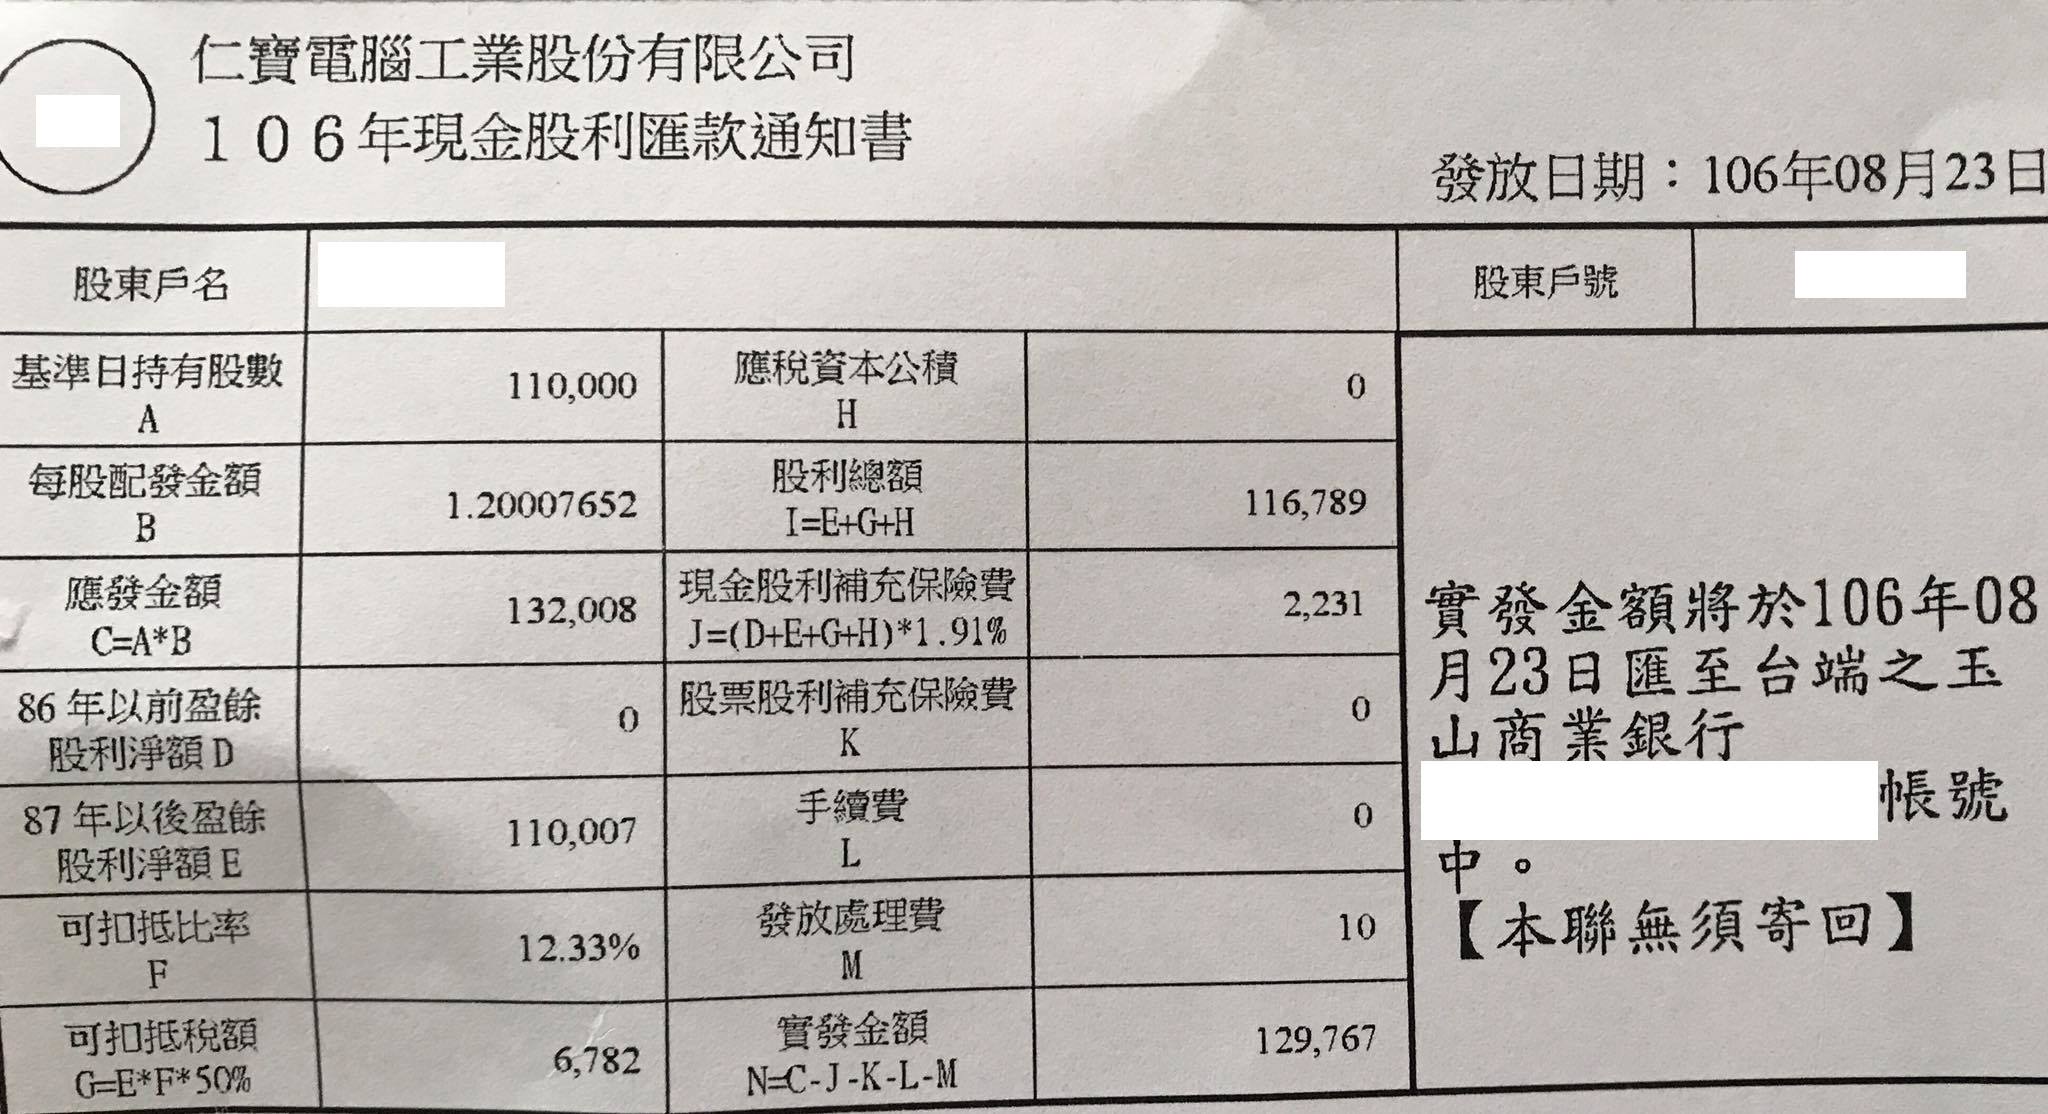 仁寶電腦工業股份有限公司
１０６年現金股利匯款通知書
發放日期：106年08月23日
股東戶名
股東戶號
基準日持有股數
A
110,000
應稅資本公積
H
0
每股配發金額
B
1.20007652
股利總額
I=E+G+H
116,789
應發金額
C=A*B
132,008
現金股利補充保險費
J=(D+E+G+H)*1.91%
2,231
86年以前盈餘
股利淨額D
0
股票股利補充保險費
K
0
87年以後盈餘
股利淨額E
110,007
手續費
L
0
可扣抵比率
F
12.33%
發放處理費
M
10
可扣抵稅額
G=E*F*50%
6,782
實發金額
N=C-J-K-L-M
129,767
實發金額將於106年08
月23日匯至台端之玉
山商業銀行
帳號
中。
【本聯無須寄回】